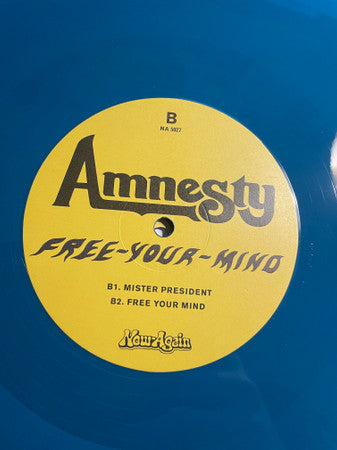 B
NA 5027
Amnesty
FREE-YOUR-MIND
B1. MISTER PRESIDENT
B2. FREE YOUR MIND
Now-Again